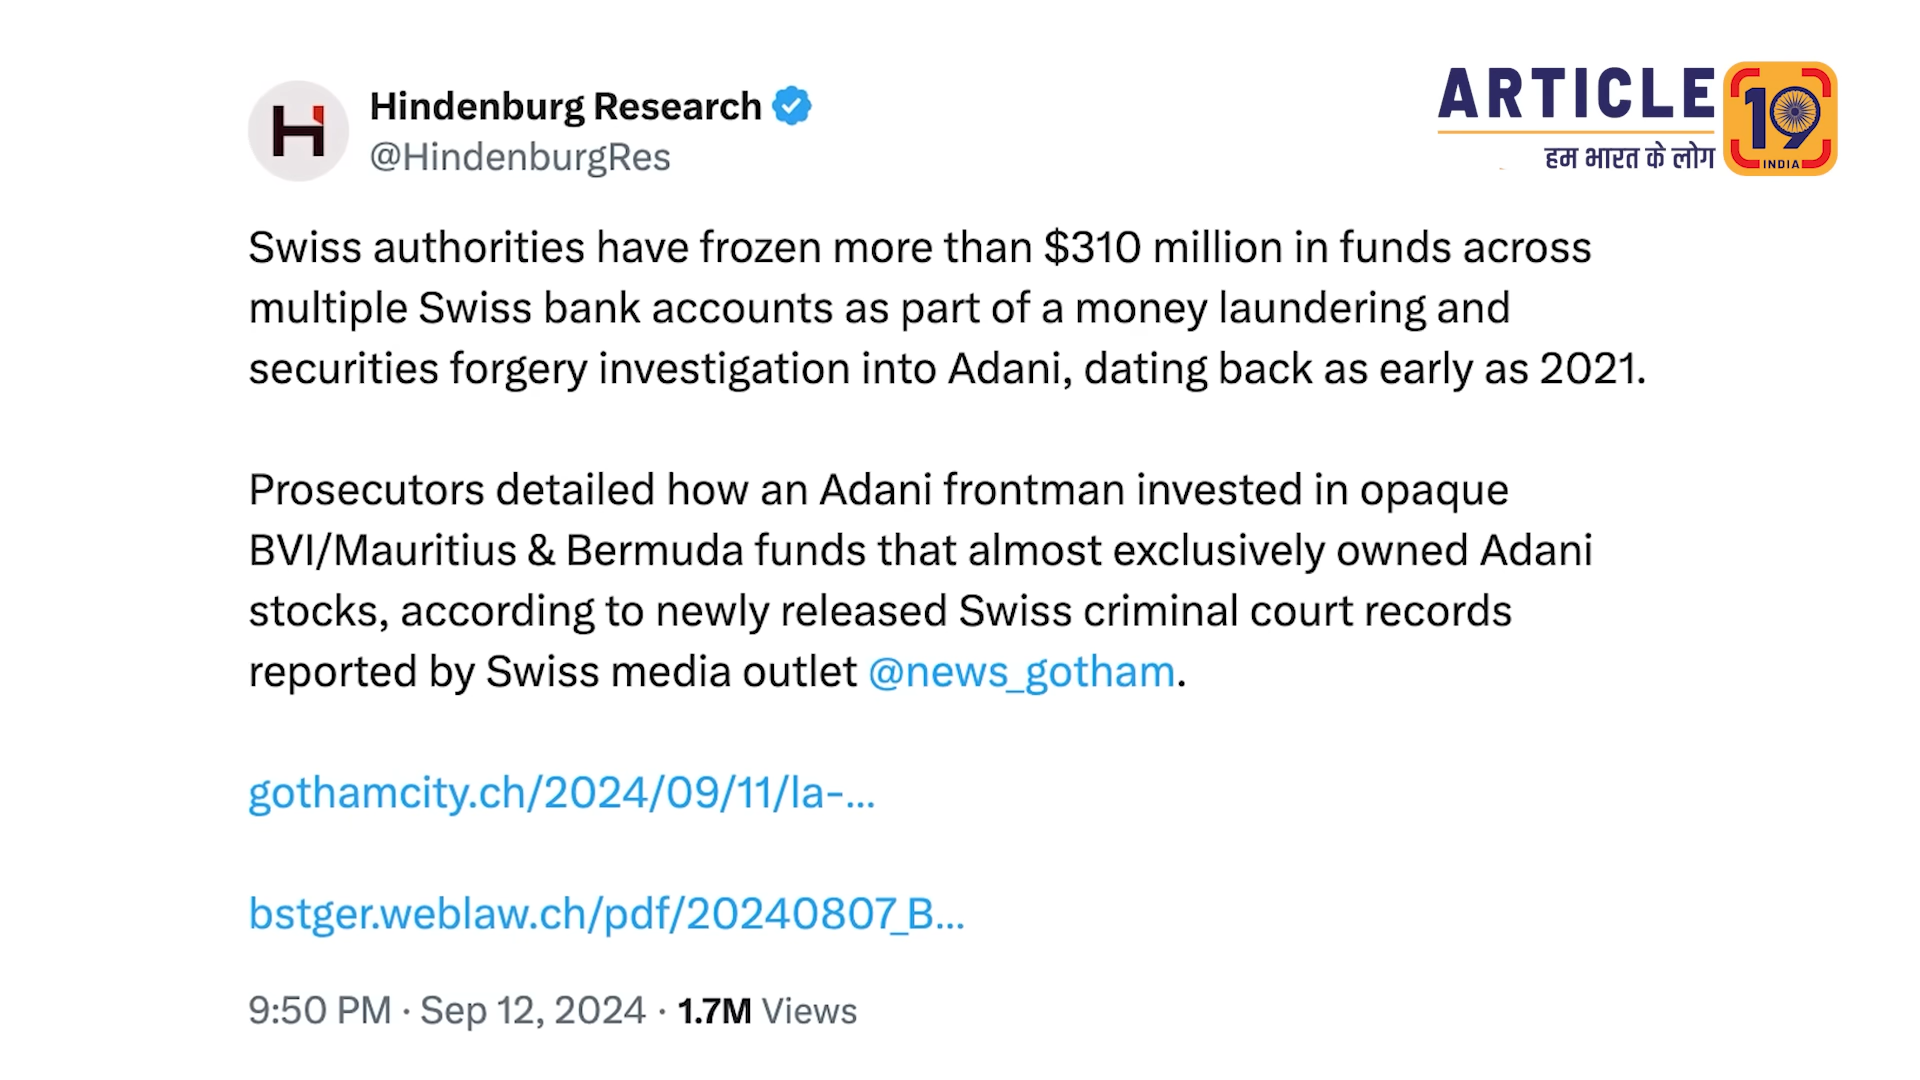 Hindenburg Research
@HindenburgRes
ARTICLE
19
INDIA
हम भारत के लोग
Swiss authorities have frozen more than $310 million in funds across
multiple Swiss bank accounts as part of a money laundering and
securities forgery investigation into Adani, dating back as early as 2021.
Prosecutors detailed how an Adani frontman invested in opaque
BVI/Mauritius & Bermuda funds that almost exclusively owned Adani
stocks, according to newly released Swiss criminal court records
reported by Swiss media outlet @news_gotham.
gothamcity.ch/2024/09/11/la-...
bstger.weblaw.ch/pdf/20240807_B...
9:50 PM · Sep 12, 2024 · 1.7M Views